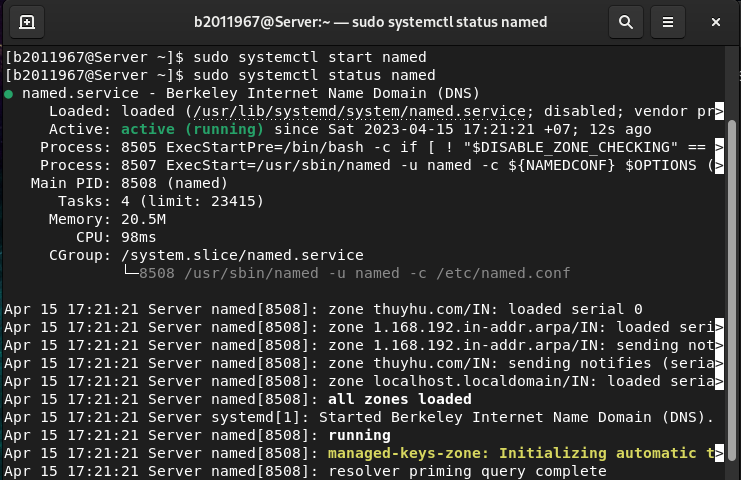 b2011967@Server:~ — sudo systemctl status named
[b2011967@Server ~]$ sudo systemctl start named
[b2011967@Server ~]$ sudo systemctl status named
● named.service - Berkeley Internet Name Domain (DNS)
     Loaded: loaded (/usr/lib/systemd/system/named.service; disabled; vendor pr>
     Active: active (running) since Sat 2023-04-15 17:21:21 +07; 12s ago
    Process: 8505 ExecStartPre=/bin/bash -c if [ ! "$DISABLE_ZONE_CHECKING" == >
    Process: 8507 ExecStart=/usr/sbin/named -u named -c ${NAMEDCONF} $OPTIONS (>
   Main PID: 8508 (named)
      Tasks: 4 (limit: 23415)
     Memory: 20.5M
        CPU: 98ms
     CGroup: /system.slice/named.service
             └─8508 /usr/sbin/named -u named -c /etc/named.conf
Apr 15 17:21:21 Server named[8508]: zone thuyhu.com/IN: loaded serial 0
Apr 15 17:21:21 Server named[8508]: zone 1.168.192.in-addr.arpa/IN: loaded seri>
Apr 15 17:21:21 Server named[8508]: zone 1.168.192.in-addr.arpa/IN: sending not>
Apr 15 17:21:21 Server named[8508]: zone thuyhu.com/IN: sending notifies (seria>
Apr 15 17:21:21 Server named[8508]: zone localhost.localdomain/IN: loaded seria>
Apr 15 17:21:21 Server named[8508]: all zones loaded
Apr 15 17:21:21 Server systemd[1]: Started Berkeley Internet Name Domain (DNS).
Apr 15 17:21:21 Server named[8508]: running
Apr 15 17:21:21 Server named[8508]: managed-keys-zone: Initializing automatic t>
Apr 15 17:21:21 Server named[8508]: resolver priming query complete